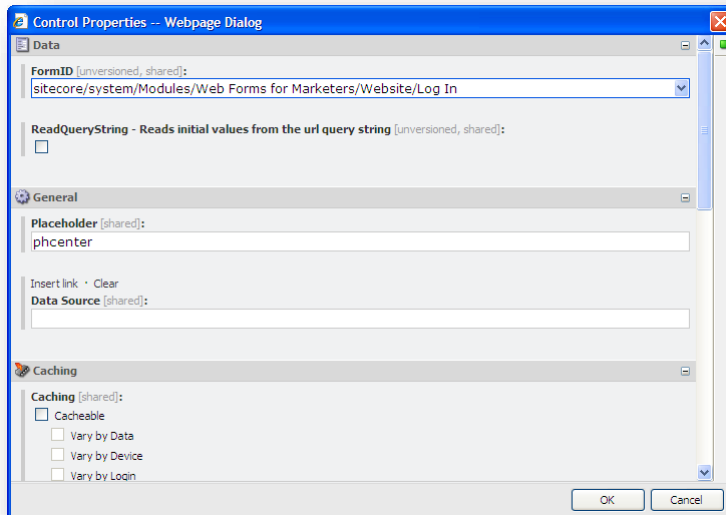 Control Properties -- Webpage Dialog
Data
FormID [unversioned, shared]:
sitecore/system/Modules/Web Forms for Marketers/Website/Log In
ReadQueryString - Reads initial values from the url query string [unversioned, shared]:
General
Placeholder [shared]:
phcenter
Insert link · Clear
Data Source [shared]:
Caching
Caching [shared]:
Cacheable
Vary by Data
Vary by Device
Vary by Login
OK Cancel